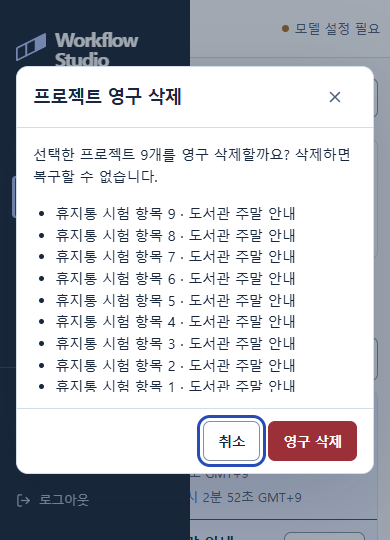 Workflow
Studio
모델 설정 필요
프로젝트 영구 삭제
선택한 프로젝트 9개를 영구 삭제할까요? 삭제하면
복구할 수 없습니다.
• 휴지통 시험 항목 9 · 도서관 주말 안내
• 휴지통 시험 항목 8 · 도서관 주말 안내
• 휴지통 시험 항목 7 · 도서관 주말 안내
• 휴지통 시험 항목 6 · 도서관 주말 안내
• 휴지통 시험 항목 5 · 도서관 주말 안내
• 휴지통 시험 항목 4 · 도서관 주말 안내
• 휴지통 시험 항목 3 · 도서관 주말 안내
• 휴지통 시험 항목 2 · 도서관 주말 안내
• 휴지통 시험 항목 1 · 도서관 주말 안내
취소
영구 삭제
GMT+9
로그아웃
시 2분 52초 GMT+9
안내